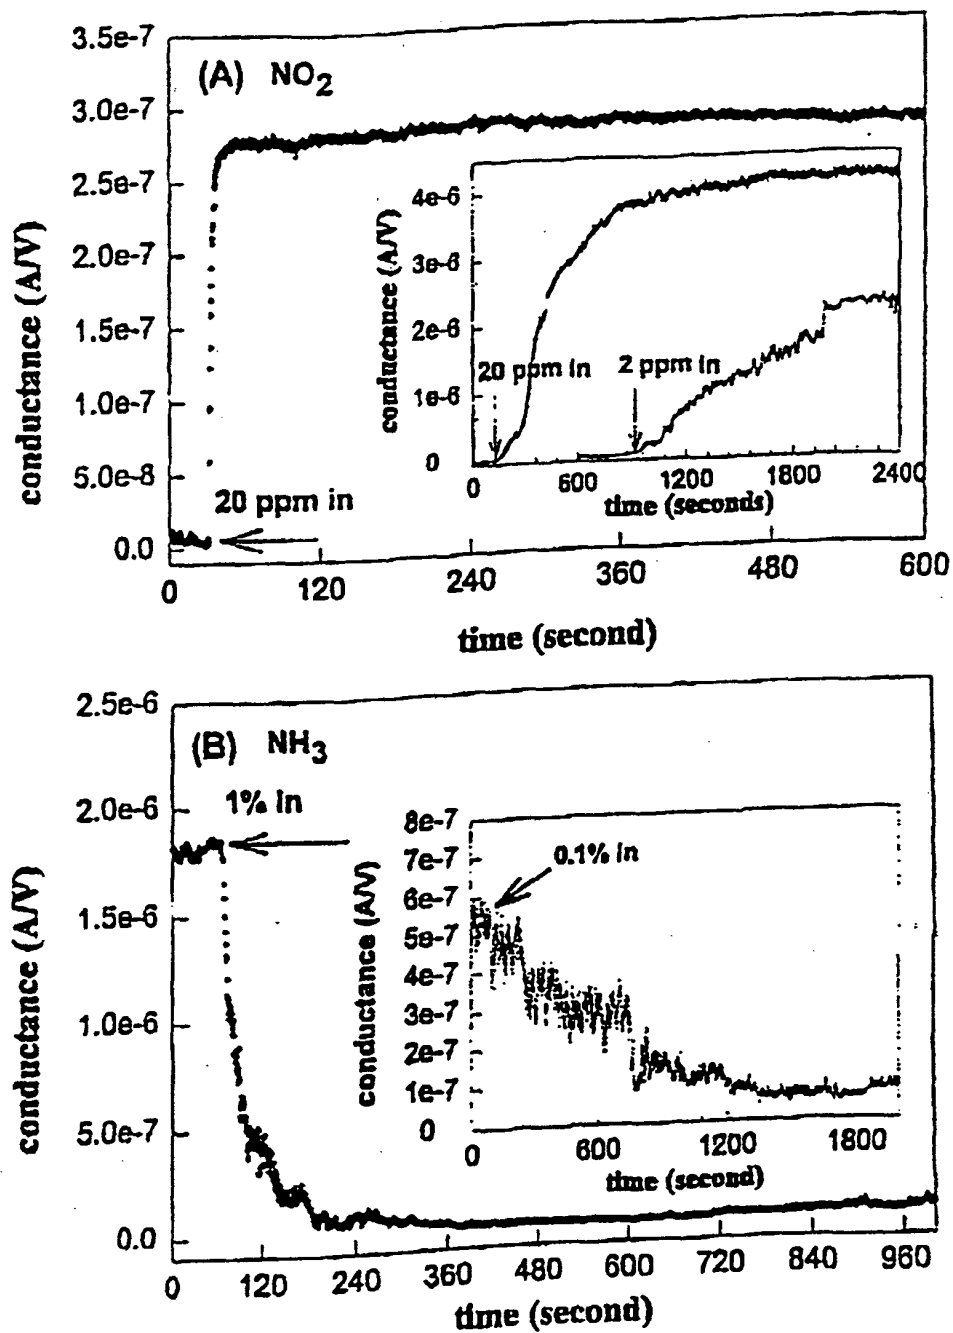 3.5e-7
(A) NO2
3.0e-7
2.5e-7
2.0e-7
1.5e-7
1.0e-7
5.0e-8
0.0
conductance (A/V)
20 ppm in
0 120 240 360 480 600
time (second)
4e-6
3e-6
2e-6
1e-6
0
conductance (A/V)
20 ppm in 2 ppm in
0 600 1200 1800 2400
time (seconds)
2.5e-6
(B) NH3
2.0e-6
1.5e-6
1.0e-6
5.0e-7
0.0
conductance (A/V)
1% in
0 120 240 360 480 600 720 840 960
time (second)
8e-7
7e-7
6e-7
5e-7
4e-7
3e-7
2e-7
1e-7
0
conductance (A/V)
0.1% in
0 600 1200 1800
time (second)